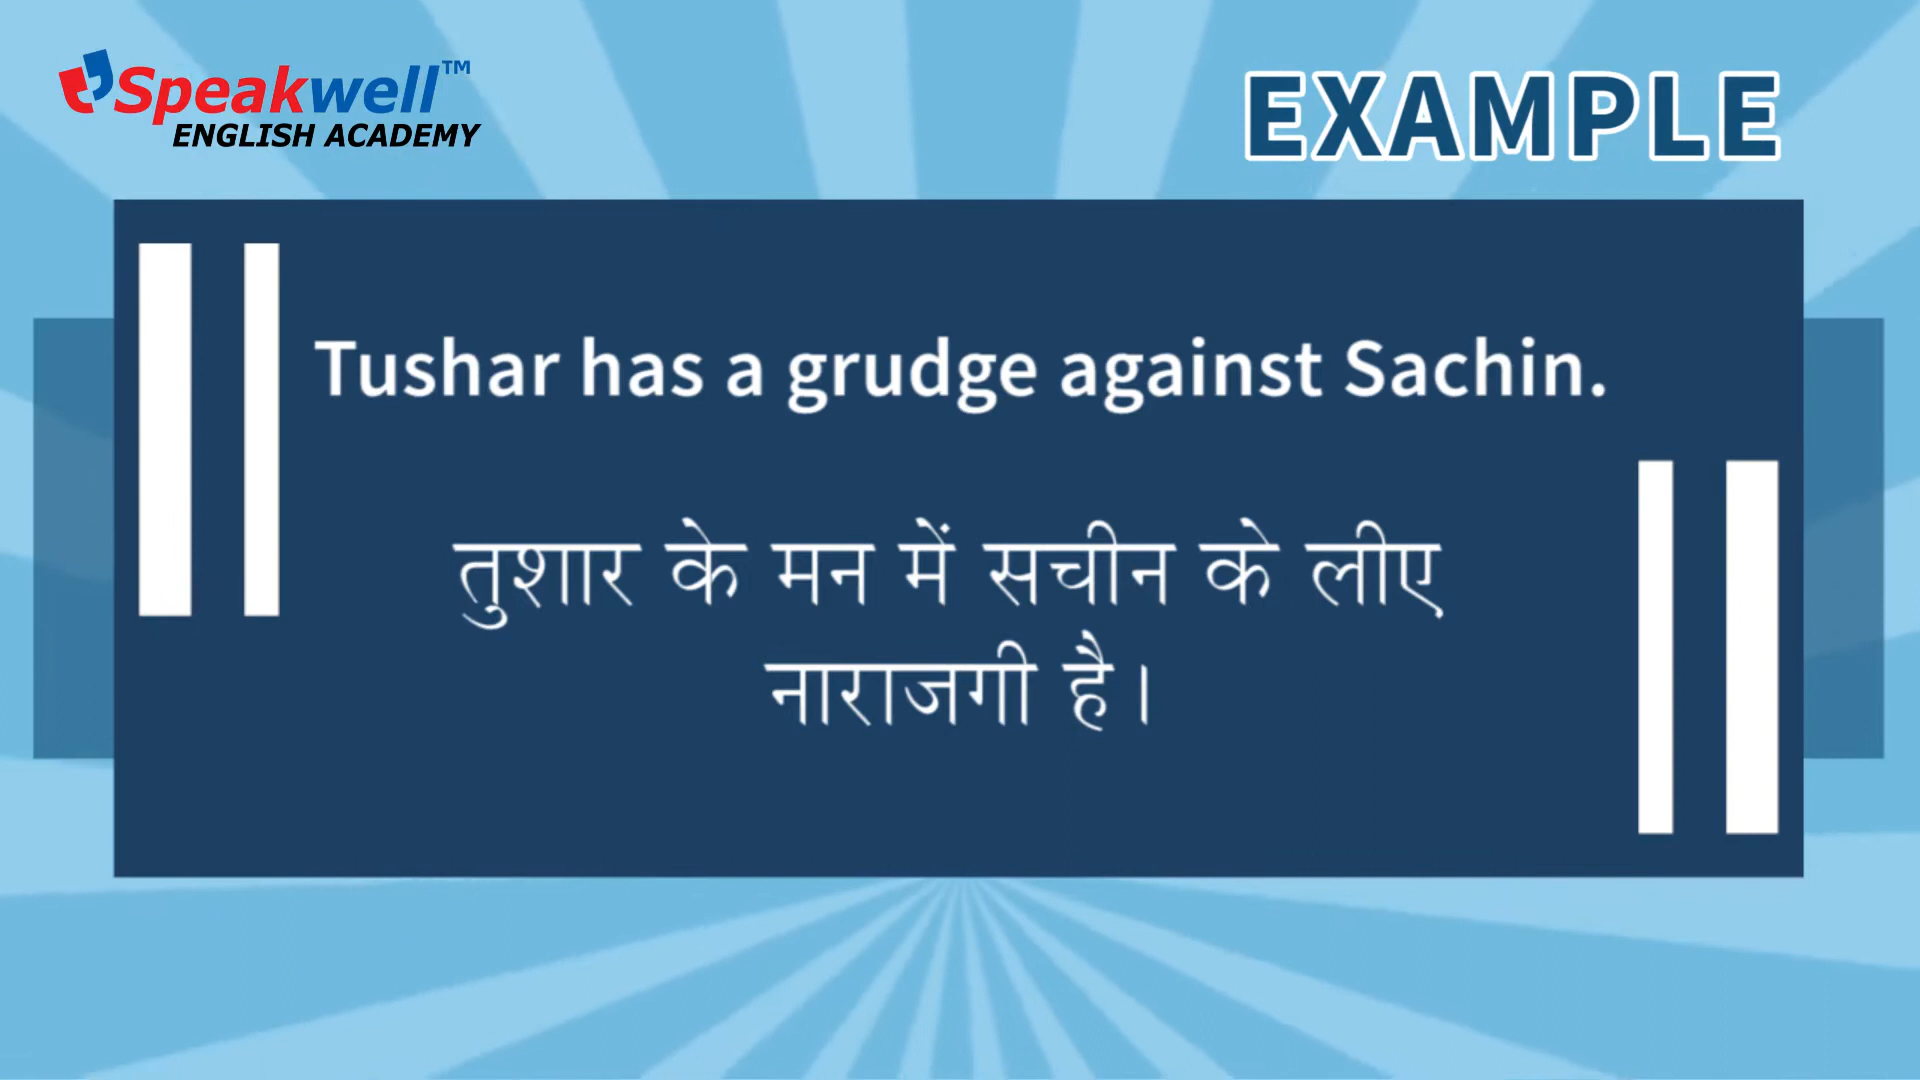 Speakwell™
ENGLISH ACADEMY
EXAMPLE
Tushar has a grudge against Sachin.
तुशार के मन में सचीन के लीए
नाराजगी है।